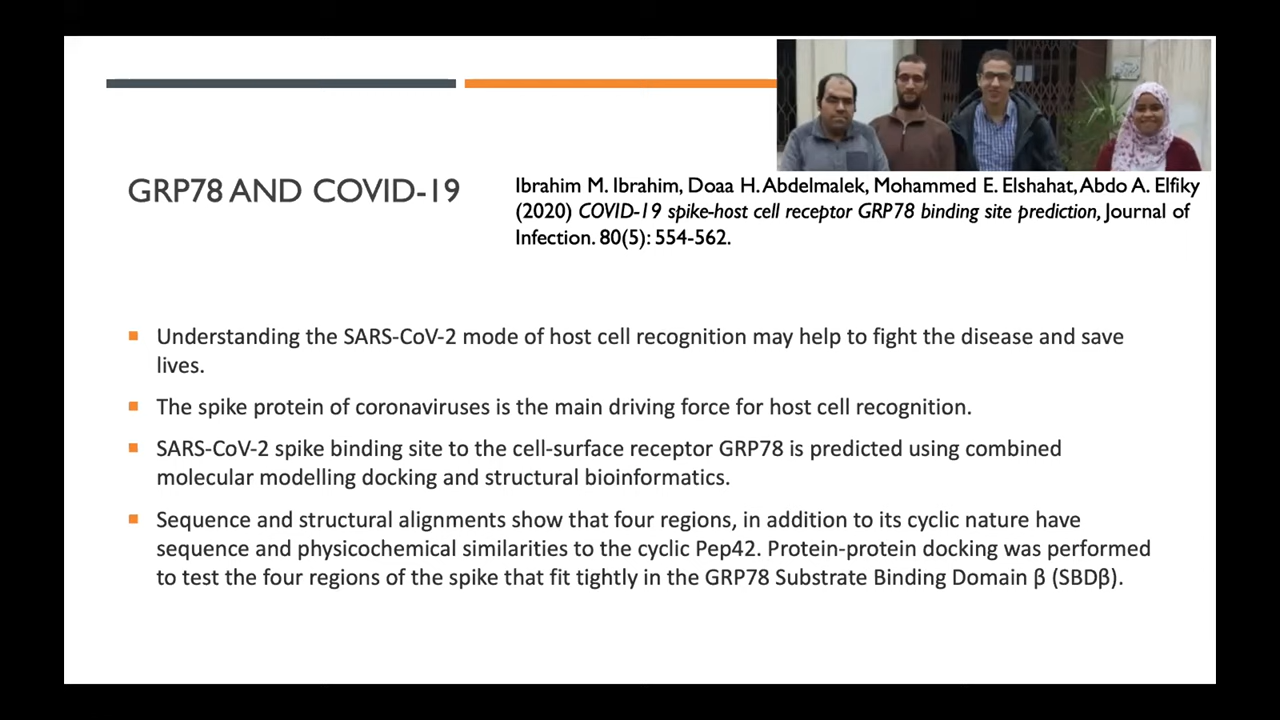 GRP78 AND COVID-19
Ibrahim M. Ibrahim, Doaa H. Abdelmalek, Mohammed E. Elshahat, Abdo A. Elfiky
(2020) COVID-19 spike-host cell receptor GRP78 binding site prediction, Journal of
Infection. 80(5): 554-562.
Understanding the SARS-CoV-2 mode of host cell recognition may help to fight the disease and save
lives.
The spike protein of coronaviruses is the main driving force for host cell recognition.
SARS-CoV-2 spike binding site to the cell-surface receptor GRP78 is predicted using combined
molecular modelling docking and structural bioinformatics.
Sequence and structural alignments show that four regions, in addition to its cyclic nature have
sequence and physicochemical similarities to the cyclic Pep42. Protein-protein docking was performed
to test the four regions of the spike that fit tightly in the GRP78 Substrate Binding Domain β (SBDβ).